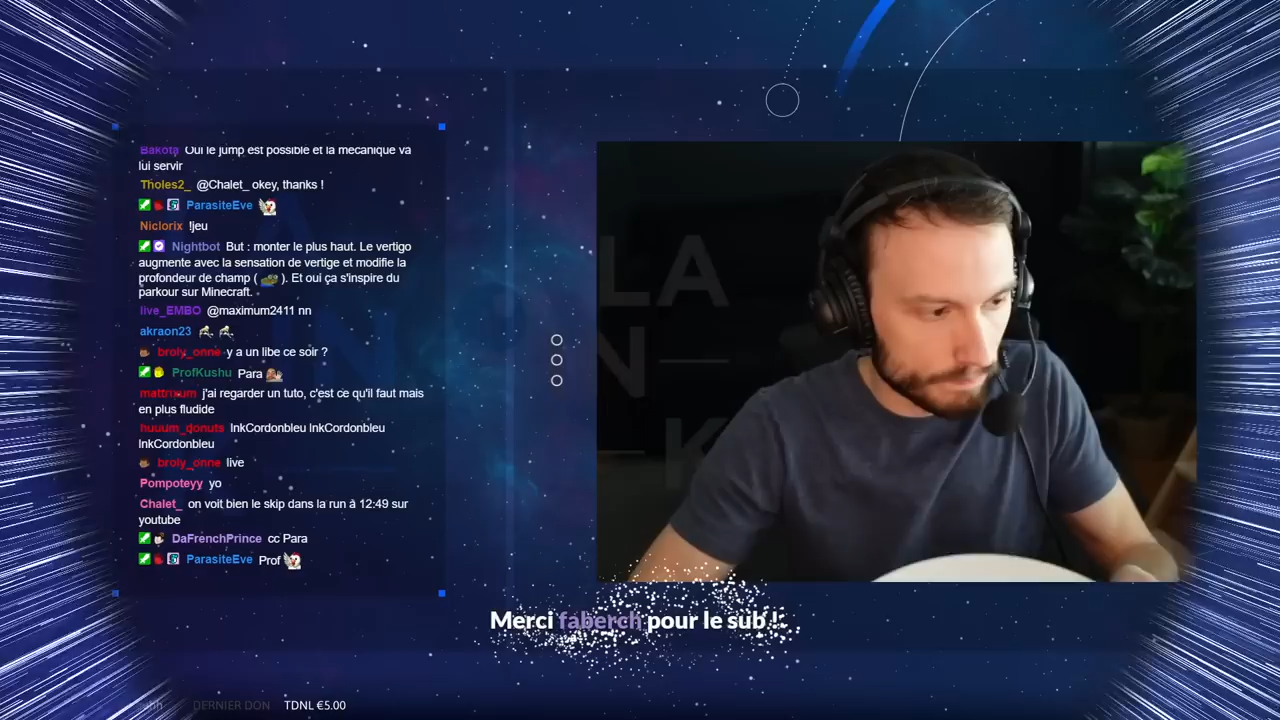 Bakota Oui le jump est possible et la mécanique va
lui servir
Tholes2_ @Chalet_ okey, thanks !
ParasiteEve
Niclorix !jeu
Nightbot But : monter le plus haut. Le vertigo
augmente avec la sensation de vertige et modifie la
profondeur de champ ( ). Et oui ça s'inspire du
parkour sur Minecraft.
live_EMBO @maximum2411 nn
akraon23
broly_onne y a un libe ce soir ?
ProfKushu Para
mattrixum j'ai regarder un tuto, c'est ce qu'il faut mais
en plus fludide
huuum_donuts lnkCordonbleu lnkCordonbleu
lnkCordonbleu
broly_onne live
Pompoteyy yo
Chalet_ on voit bien le skip dans la run à 12:49 sur
youtube
DaFrenchPrince cc Para
ParasiteEve Prof
LA
N
K
Merci faberch pour le sub !
DERNIER DON TDNL €5.00